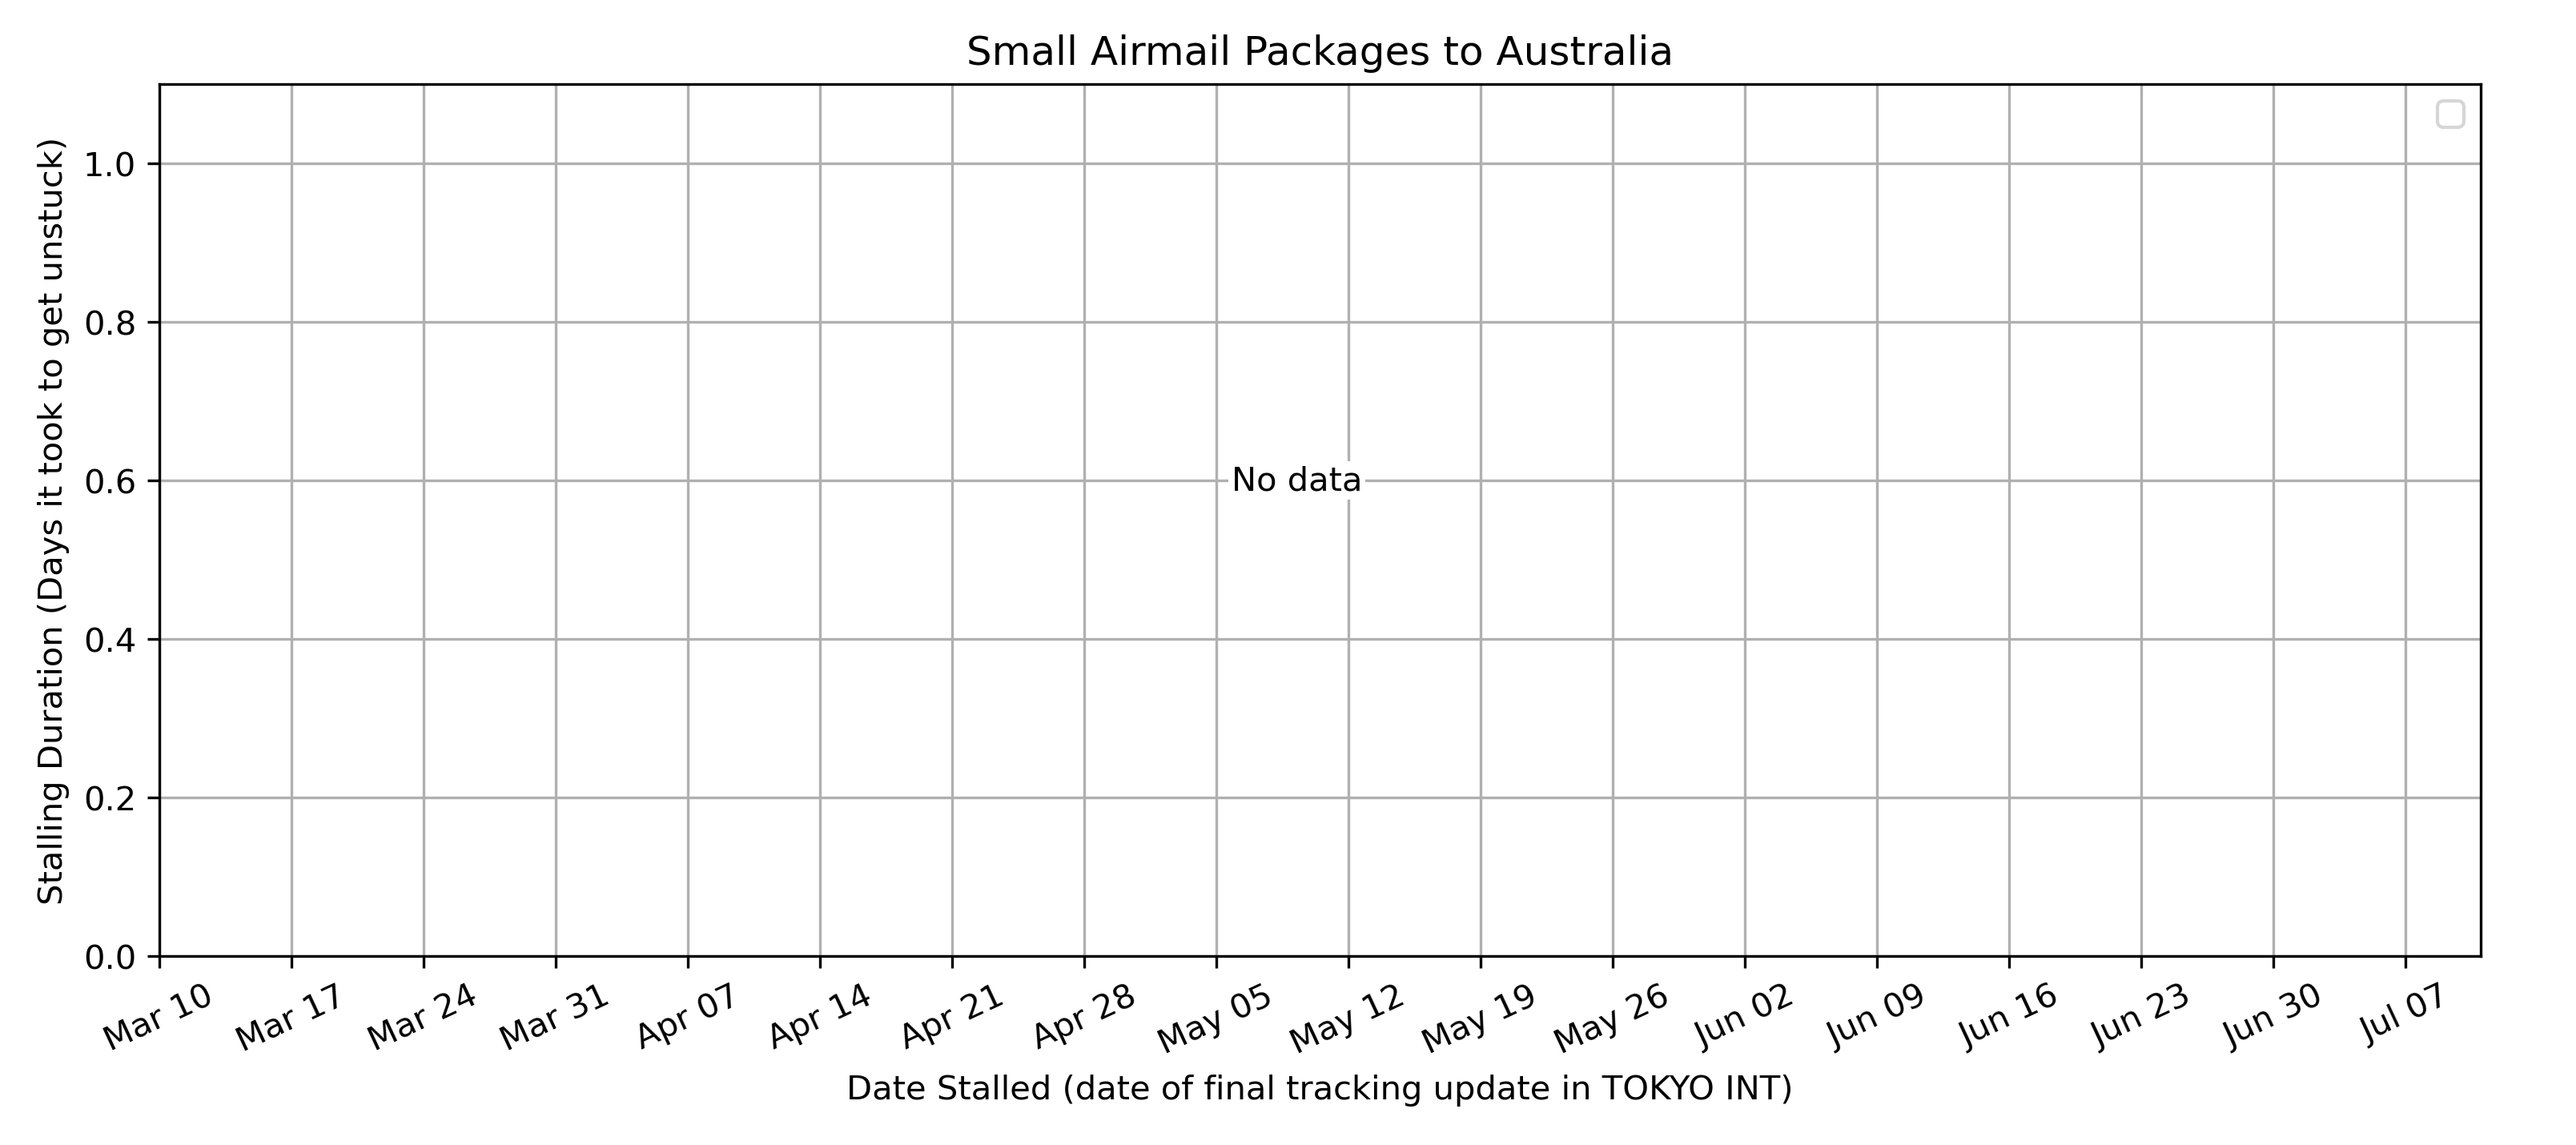 Small Airmail Packages to Australia
Stalling Duration (Days it took to get unstuck)
1.0
0.8
0.6
0.4
0.2
0.0
No data
Mar 10
Mar 17
Mar 24
Mar 31
Apr 07
Apr 14
Apr 21
Apr 28
May 05
May 12
May 19
May 26
Jun 02
Jun 09
Jun 16
Jun 23
Jun 30
Jul 07
Date Stalled (date of final tracking update in TOKYO INT)